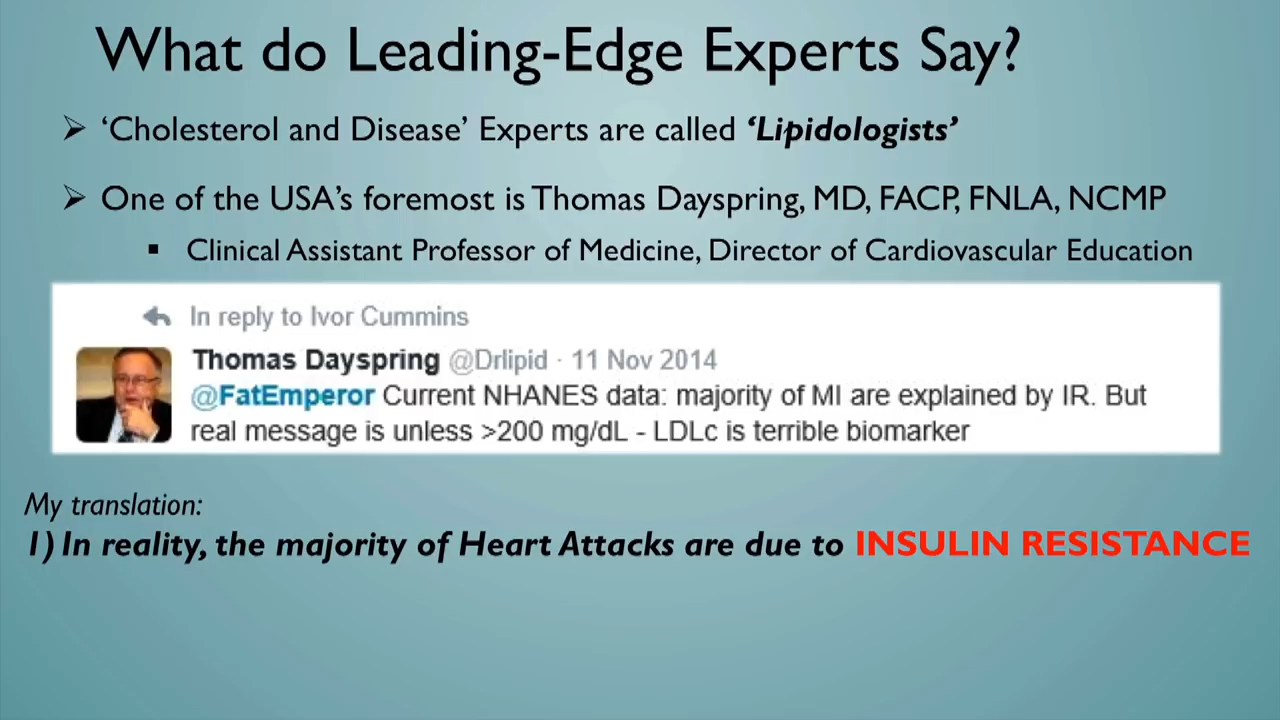 What do Leading-Edge Experts Say?
‘Cholesterol and Disease’ Experts are called ‘Lipidologists’
One of the USA’s foremost is Thomas Dayspring, MD, FACP, FNLA, NCMP
Clinical Assistant Professor of Medicine, Director of Cardiovascular Education
In reply to Ivor Cummins
Thomas Dayspring @Drlipid · 11 Nov 2014
@FatEmperor Current NHANES data: majority of MI are explained by IR. But
real message is unless >200 mg/dL - LDLc is terrible biomarker
My translation:
1) In reality, the majority of Heart Attacks are due to INSULIN RESISTANCE